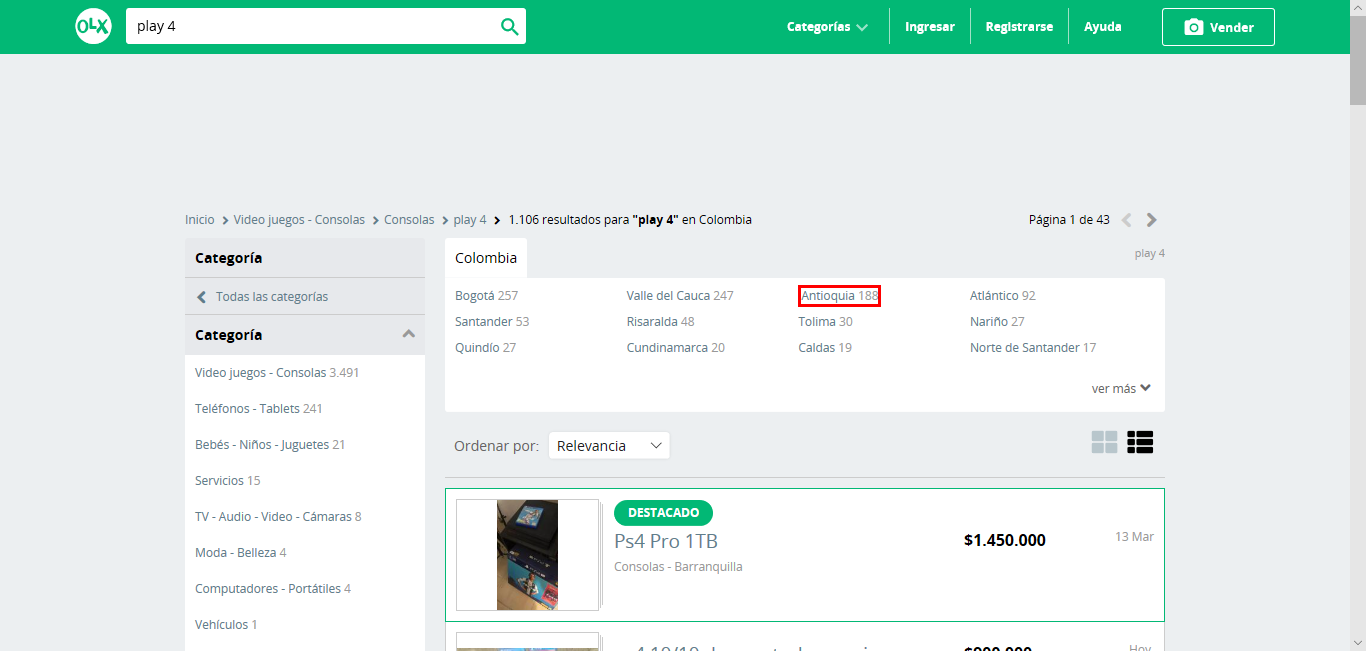 OLX
play 4
Categorías
Ingresar
Registrarse
Ayuda
Vender
Inicio > Video juegos - Consolas > Consolas > play 4 > 1.106 resultados para "play 4" en Colombia
Página 1 de 43
Categoría
Todas las categorías
Categoría
Video juegos - Consolas 3.491
Teléfonos - Tablets 241
Bebés - Niños - Juguetes 21
Servicios 15
TV - Audio - Video - Cámaras 8
Moda - Belleza 4
Computadores - Portátiles 4
Vehículos 1
Colombia
play 4
Bogotá 257
Valle del Cauca 247
Antioquia 188
Atlántico 92
Santander 53
Risaralda 48
Tolima 30
Nariño 27
Quindío 27
Cundinamarca 20
Caldas 19
Norte de Santander 17
ver más
Ordenar por:
Relevancia
DESTACADO
Ps4 Pro 1TB
Consolas - Barranquilla
$1.450.000
13 Mar
$900.000
Hoy